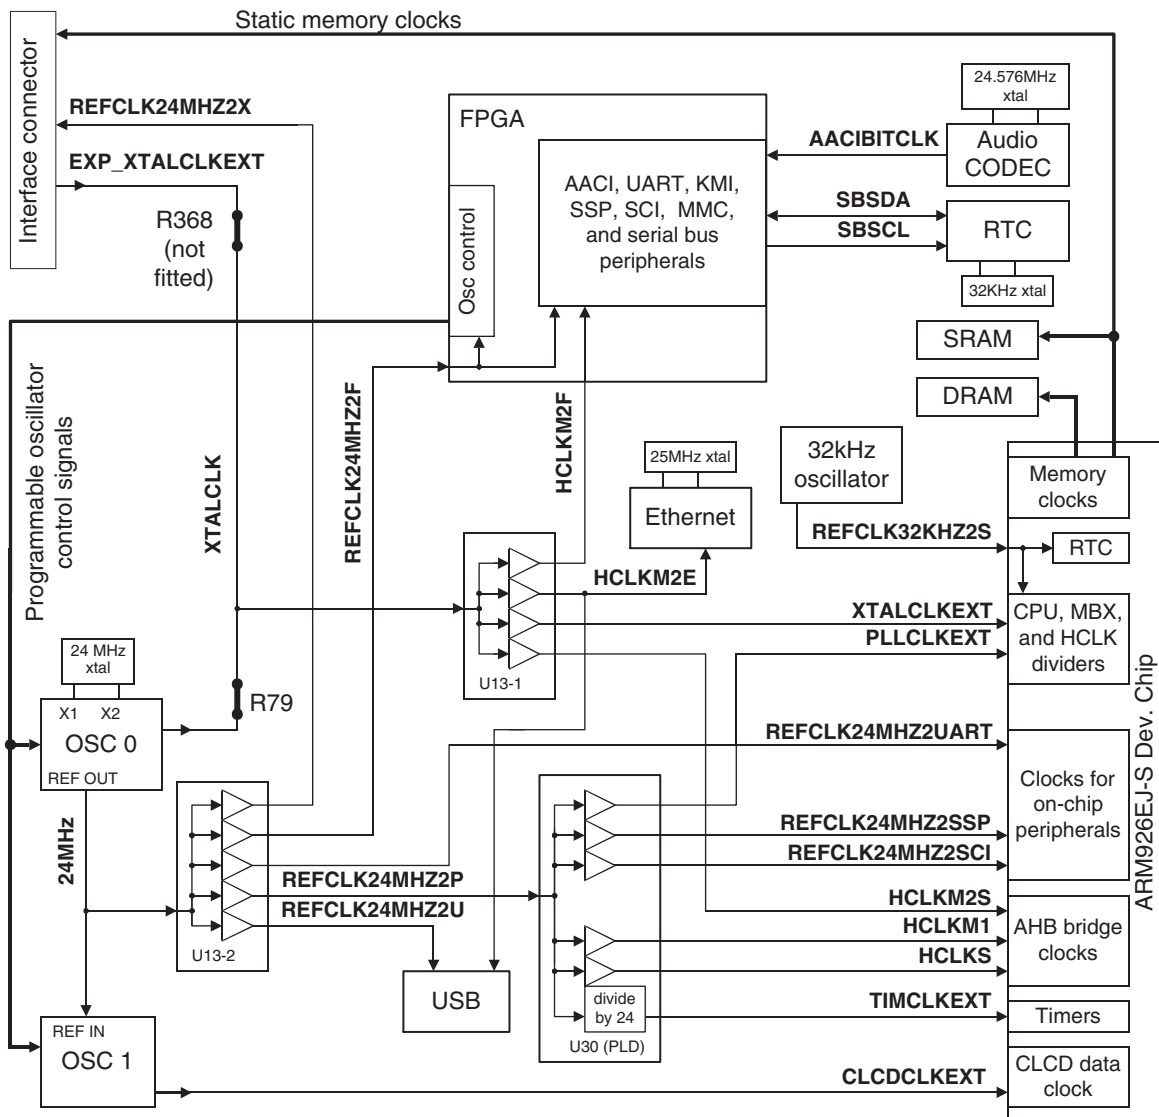 Static memory clocks
Interface connector
REFCLK24MHZ2X
EXP_XTALCLKEXT
R368
(not
fitted)
FPGA
Osc control
AACI, UART, KMI,
SSP, SCI, MMC,
and serial bus
peripherals
24.576MHz
xtal
AACIBITCLK
Audio
CODEC
SBSDA
SBSCL
RTC
32KHz xtal
SRAM
DRAM
Programmable oscillator
control signals
XTALCLK
REFCLK24MHZ2F
HCLKM2F
25MHz xtal
Ethernet
32kHz
oscillator
Memory
clocks
REFCLK32KHZ2S
RTC
HCLKM2E
XTALCLKEXT
PLLCLKEXT
CPU, MBX,
and HCLK
dividers
U13-1
24 MHz
xtal
X1 X2
OSC 0
REF OUT
R79
24MHz
REFCLK24MHZ2UART
Clocks for
on-chip
peripherals
REFCLK24MHZ2SSP
REFCLK24MHZ2SCI
ARM926EJ-S Dev. Chip
REFCLK24MHZ2P
REFCLK24MHZ2U
U13-2
HCLKM2S
HCLKM1
HCLKS
AHB bridge
clocks
USB
divide
by 24
U30 (PLD)
TIMCLKEXT
Timers
REF IN
OSC 1
CLCDCLKEXT
CLCD data
clock